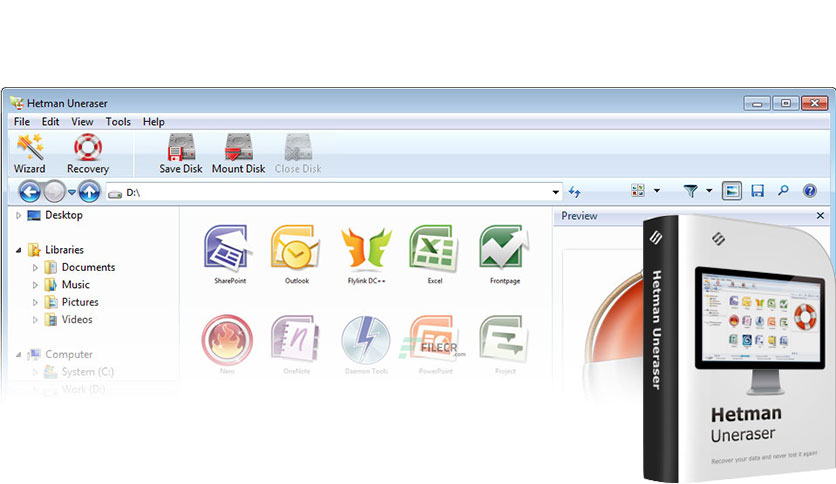 Hetman Uneraser
File Edit View Tools Help
Wizard Recovery Save Disk Mount Disk Close Disk
D:\
Desktop
Preview
Libraries
Documents
Music
Pictures
Videos
Computer
System (C:)
Work (D:)
SharePoint Outlook Flylink DC++ Excel Frontpage
Nero OneNote Daemon Tools PowerPoint Project
FILECR
.com
Hetman Uneraser
Hetman
Uneraser
Recover your data and never lost it again